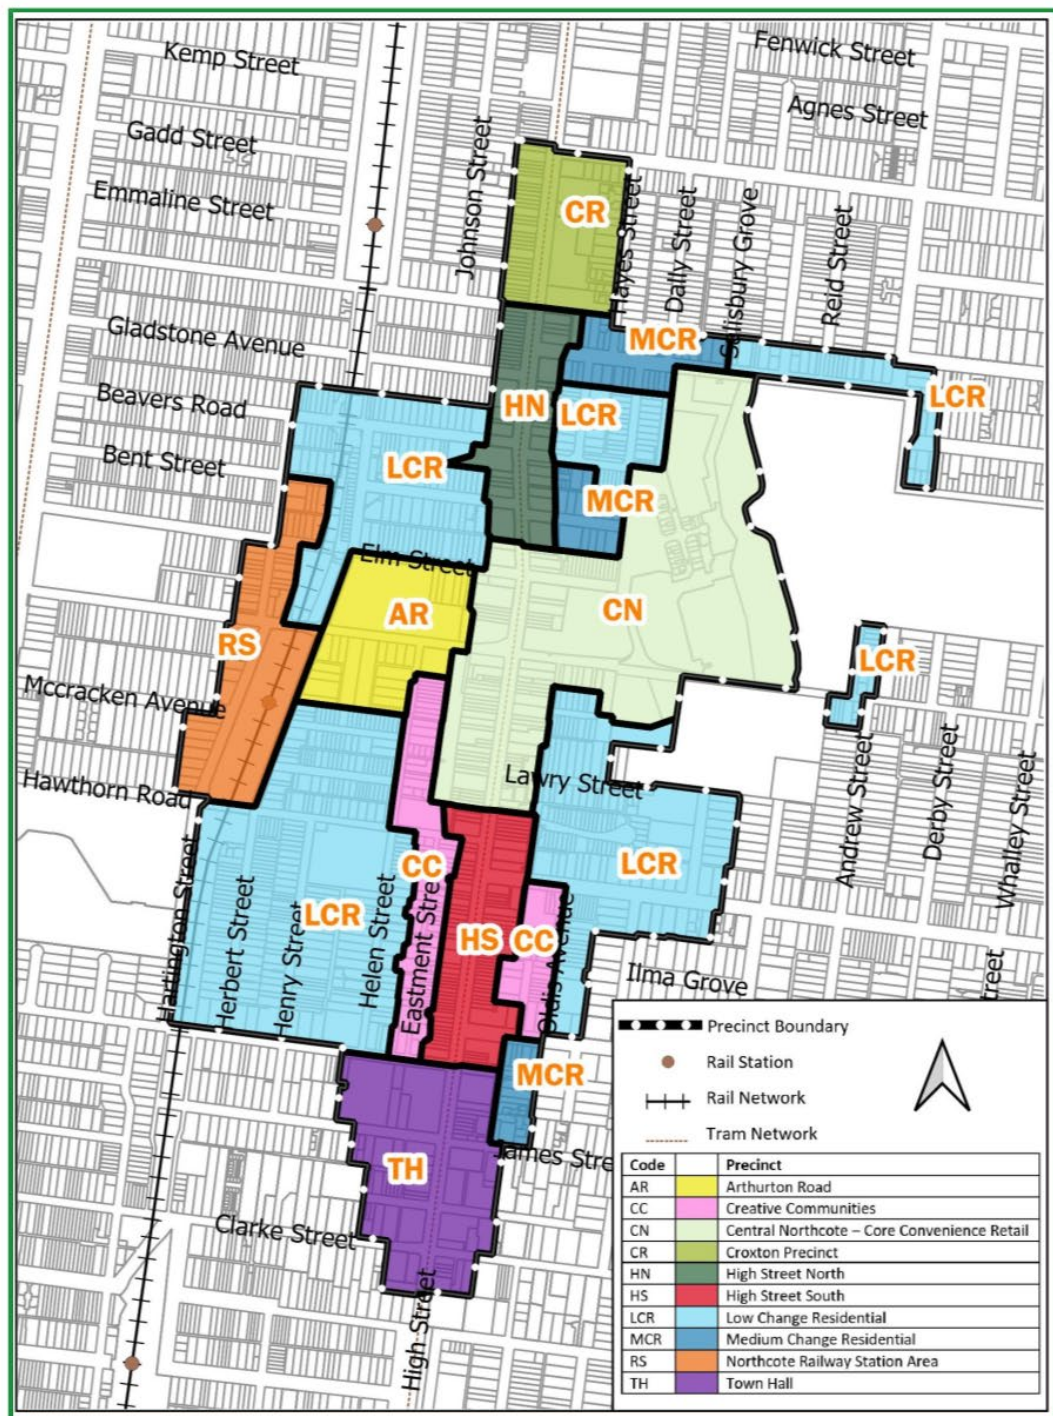 Kemp Street
Fenwick Street
Gadd Street
Agnes Street
Emmaline Street
Johnson Street
CR
Hayes Street
Dally Street
Salisbury Grove
Reid Street
Gladstone Avenue
MCR
Beavers Road
HN
LCR
LCR
Bent Street
LCR
MCR
Elm Street
AR
CN
RS
LCR
Mccracken Avenue
Hawthorn Road
Lawry Street
Andrew Street
Derby Street
Whalley Street
CC
LCR
Hartington Street
Herbert Street
Henry Street
LCR
Helen Street
Eastment Street
HS
CC
Oldis Avenue
Ilma Grove
Street
MCR
James Stre
TH
Clarke Street
High Street
Precinct Boundary
Rail Station
Rail Network
Tram Network
Code Precinct
AR Arthurton Road
CC Creative Communities
CN Central Northcote – Core Convenience Retail
CR Croxton Precinct
HN High Street North
HS High Street South
LCR Low Change Residential
MCR Medium Change Residential
RS Northcote Railway Station Area
TH Town Hall